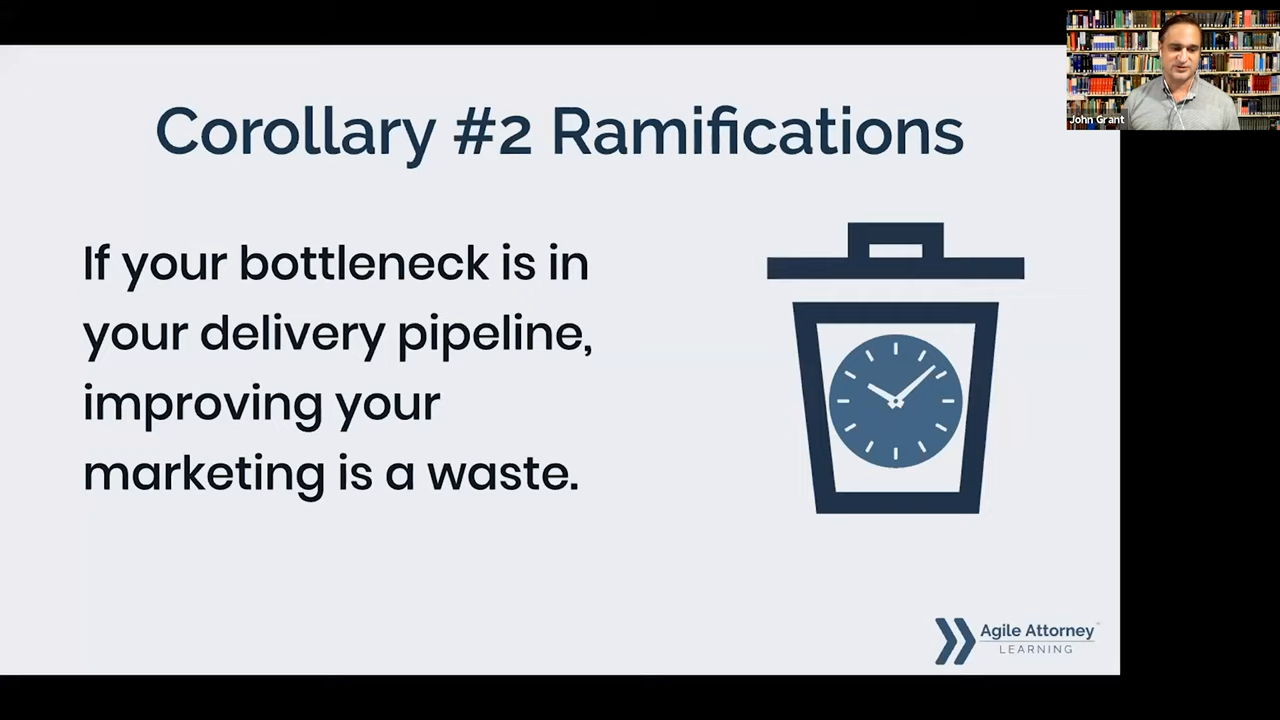 John Grant
Corollary #2 Ramifications
If your bottleneck is in
your delivery pipeline,
improving your
marketing is a waste.
Agile Attorney™
LEARNING